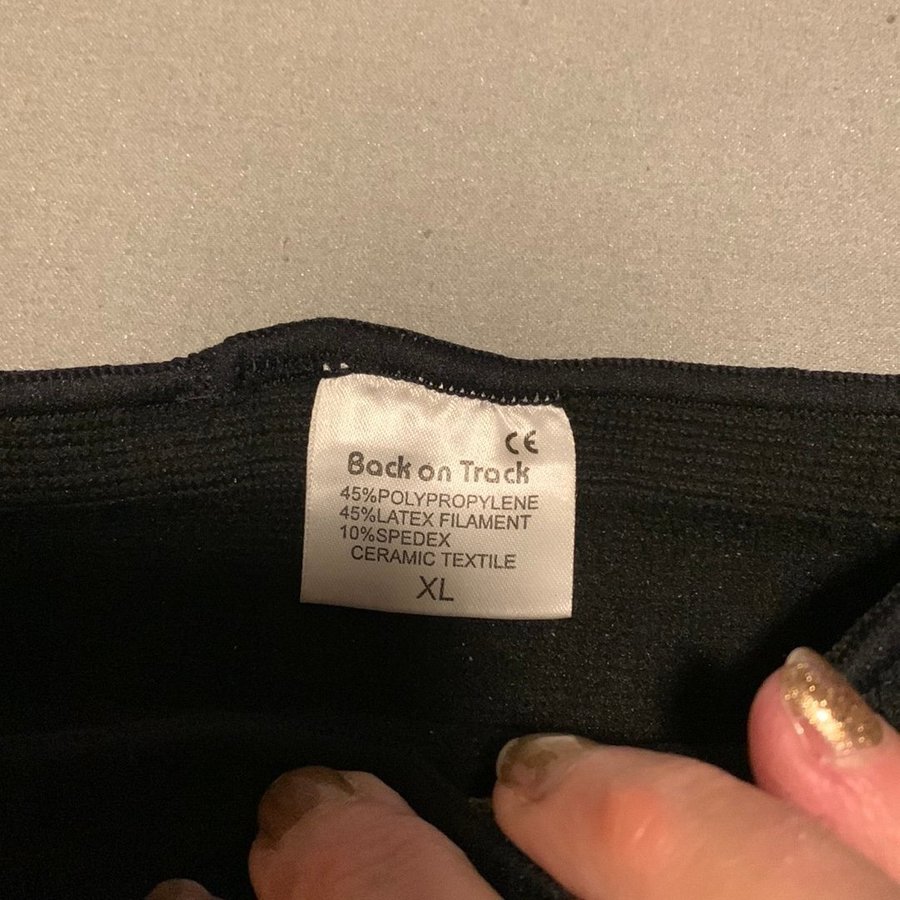 CE
Back on Track
45%POLYPROPYLENE
45%LATEX FILAMENT
10%SPEDEX
CERAMIC TEXTILE
XL